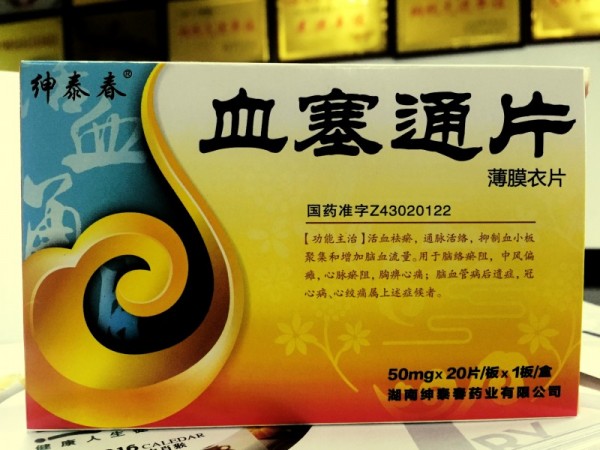 绅泰春®
血塞通片
薄膜衣片
国药准字Z43020122
【功能主治】活血祛瘀，通脉活络，抑制血小板
聚集和增加脑血流量。用于脑络瘀阻，中风偏
瘫，心脉瘀阻，胸痹心痛；脑血管病后遗症，冠
心病、心绞痛属上述症候者。
50mg×20片/板×1板/盒
湖南绅泰春药业有限公司
健康人生
CALEDAR